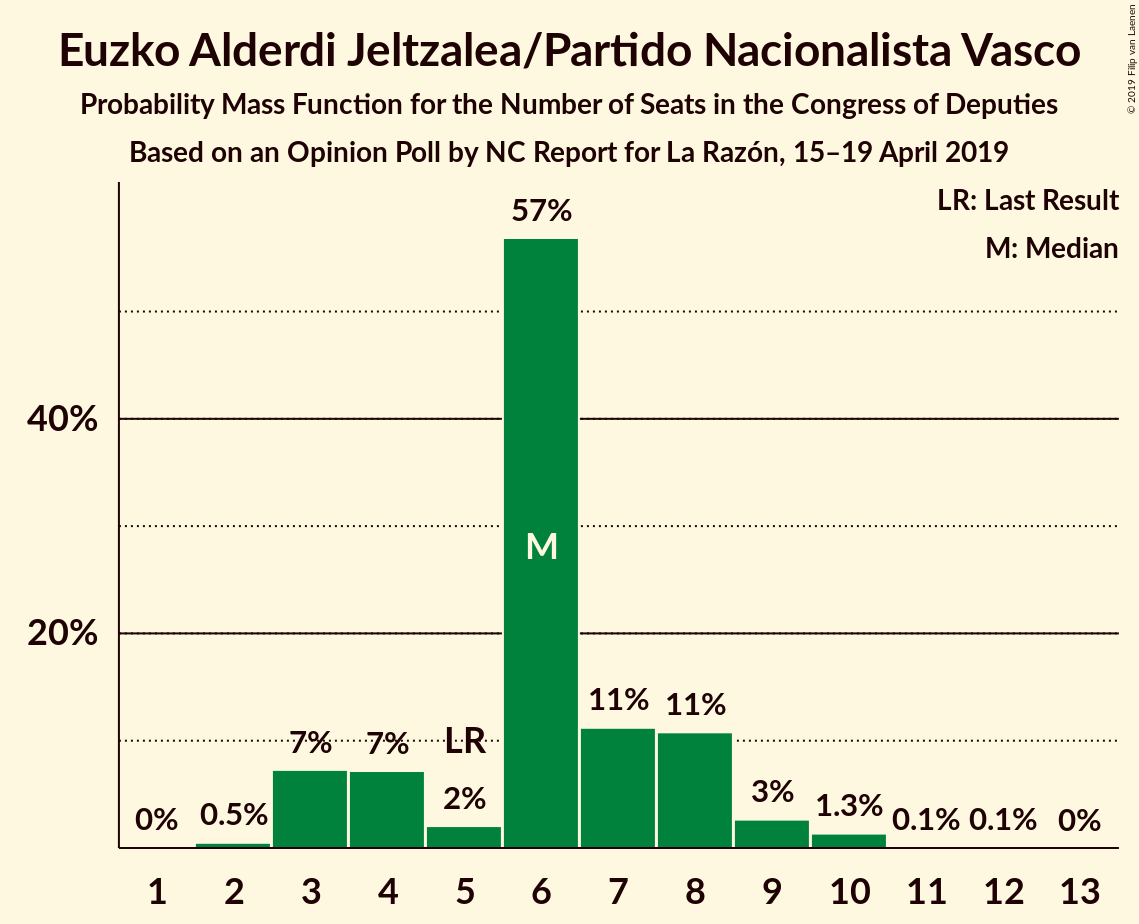 Euzko Alderdi Jeltzalea/Partido Nacionalista Vasco
Probability Mass Function for the Number of Seats in the Congress of Deputies
Based on an Opinion Poll by NC Report for La Razón, 15–19 April 2019
© 2019 Filip van Laenen
LR: Last Result
M: Median
57%
40%
M
20%
11%
11%
7%
7%
LR
2%
3%
1.3%
0%
0.5%
0.1%
0.1%
0%
1 2 3 4 5 6 7 8 9 10 11 12 13